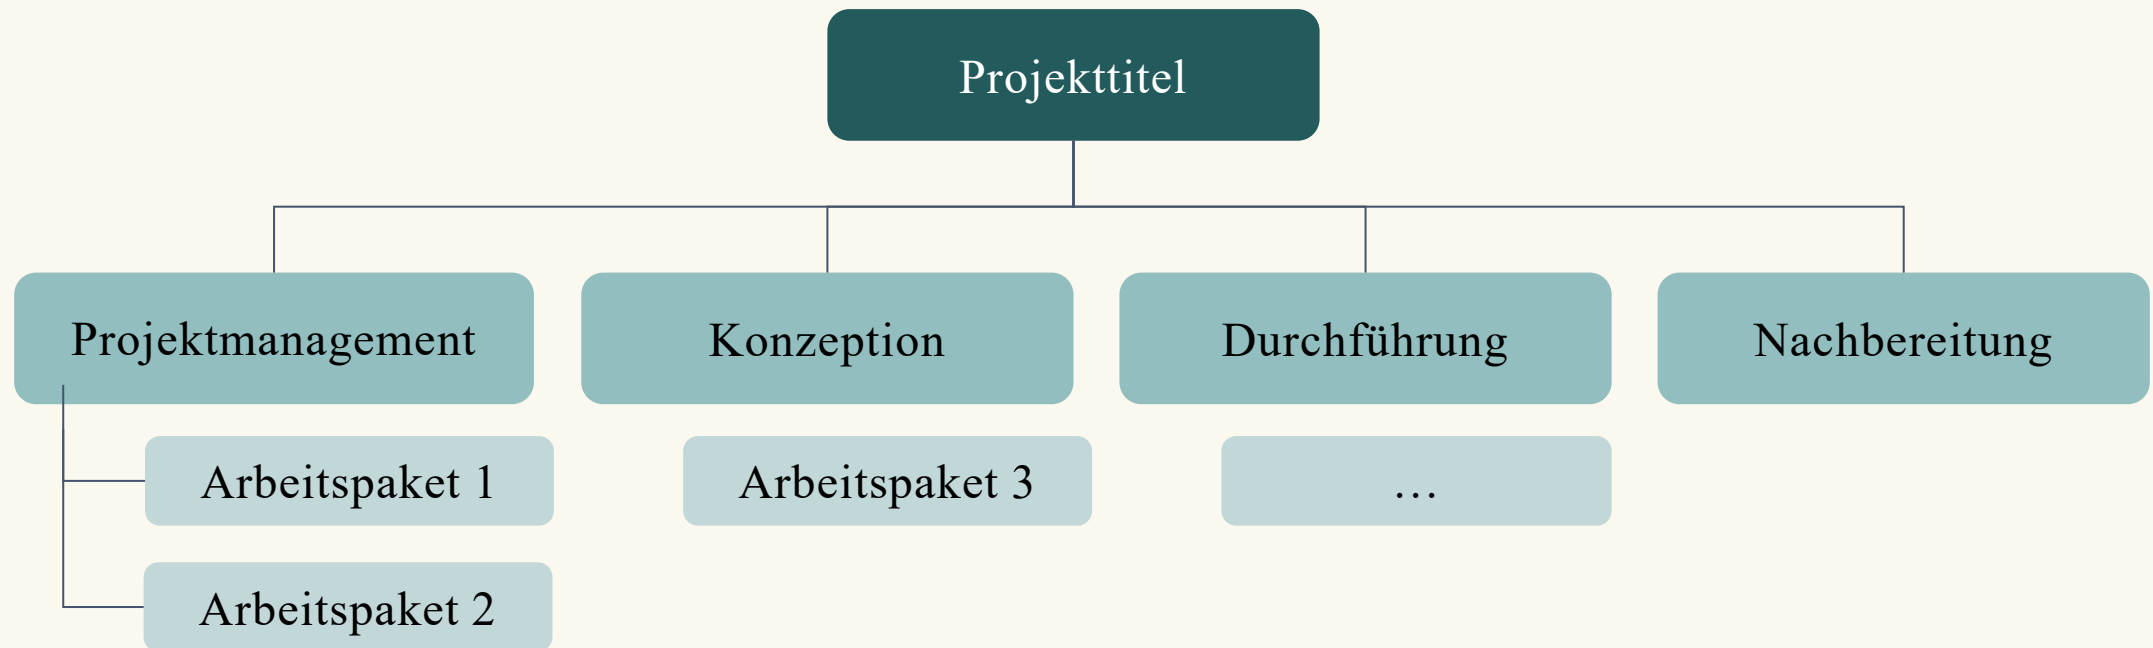 Projekttitel
Projektmanagement
Konzeption
Durchführung
Nachbereitung
Arbeitspaket 1
Arbeitspaket 3
…
Arbeitspaket 2